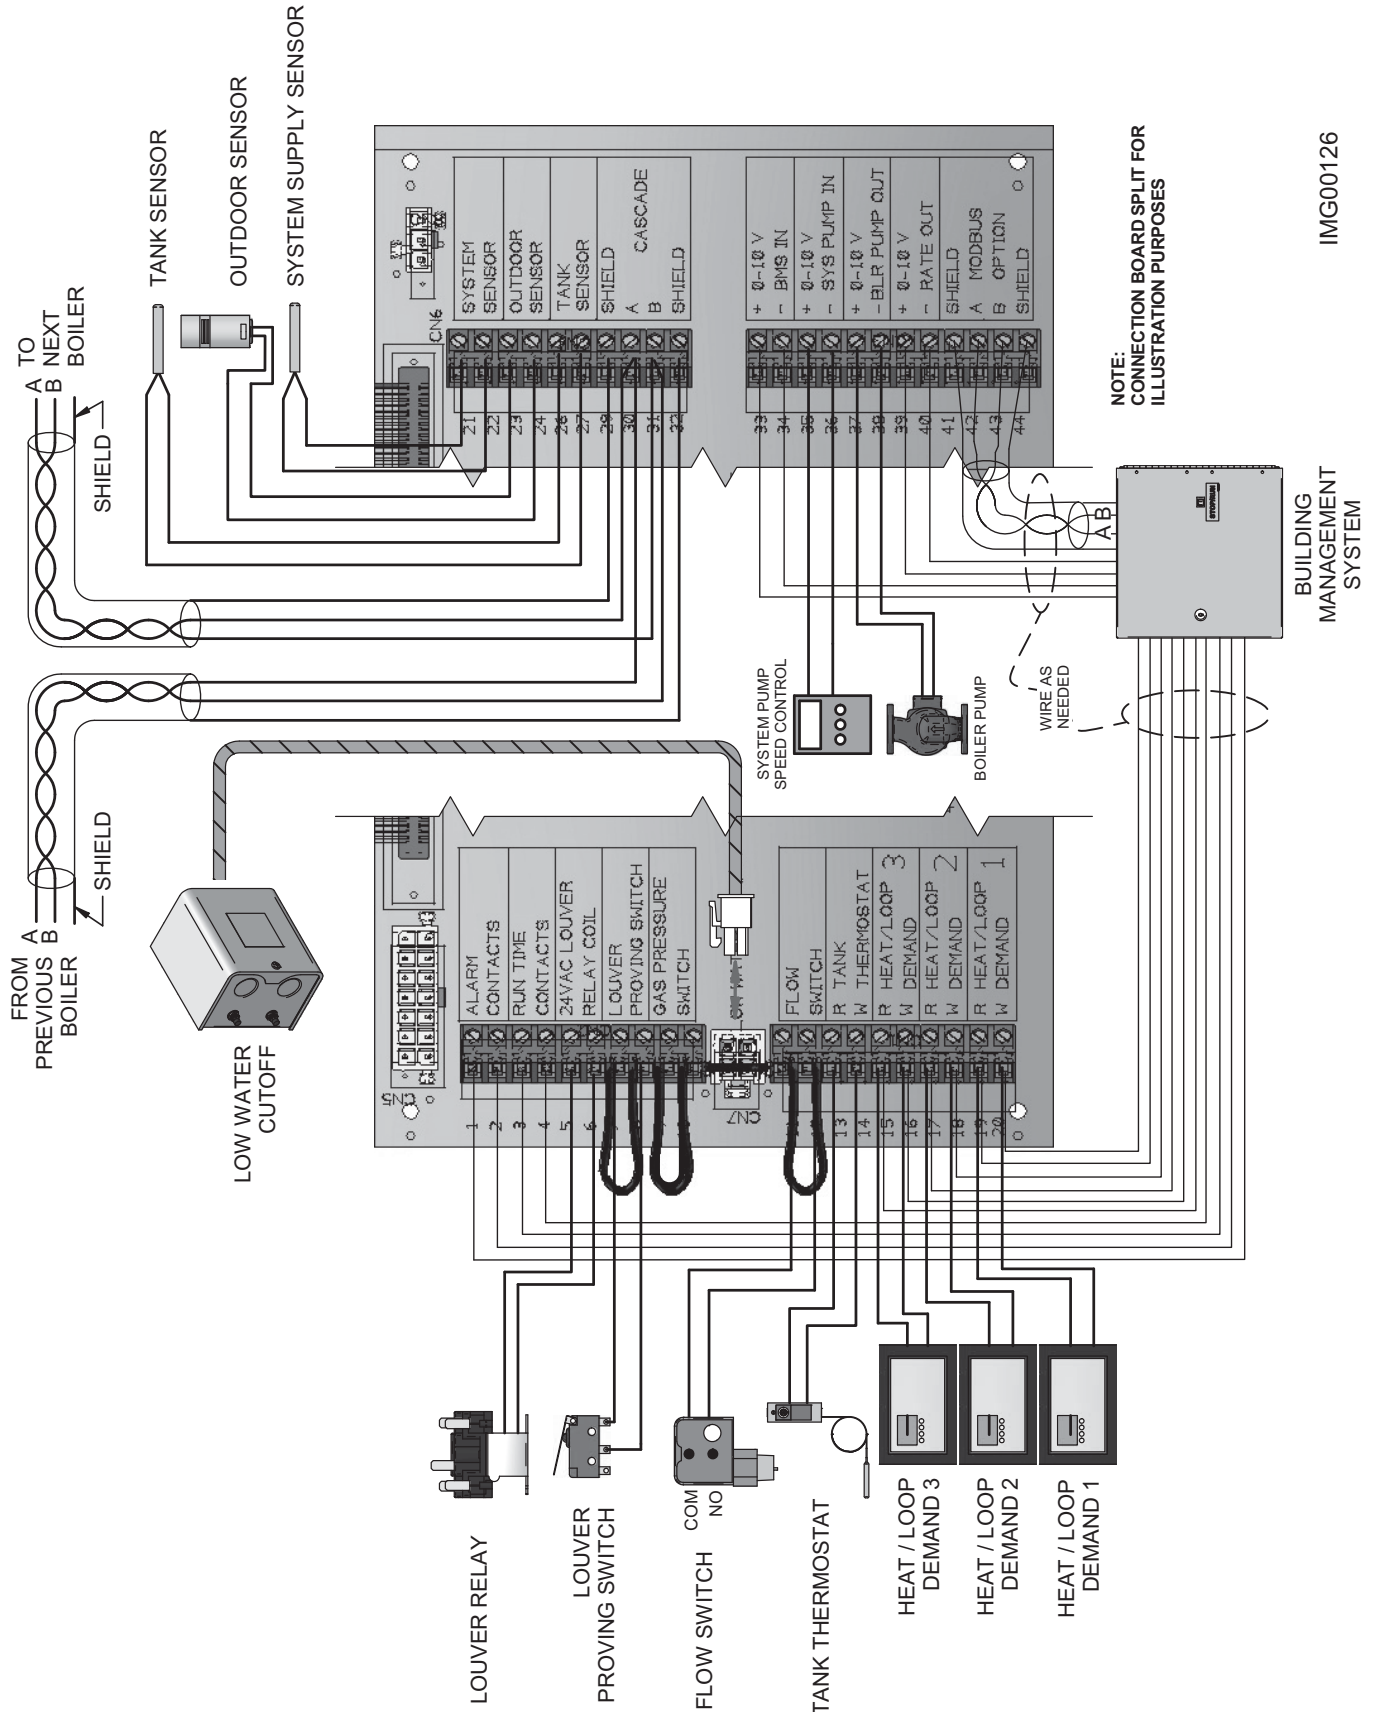 FROM
PREVIOUS
BOILER
A
B
SHIELD
TO
NEXT
BOILER
A
B
SHIELD
TANK SENSOR
OUTDOOR SENSOR
SYSTEM SUPPLY SENSOR
LOW WATER
CUTOFF
CN5
1 ALARM
2 CONTACTS
3 RUN TIME
4 CONTACTS
5 24VAC LOUVER
6 RELAY COIL
LOUVER
PROVING SWITCH
GAS PRESSURE
SWITCH
CN7
FLOW
SWITCH
13 R TANK
14 W THERMOSTAT
15 R HEAT/LOOP 3
16 W DEMAND
17 R HEAT/LOOP 2
18 W DEMAND
19 R HEAT/LOOP 1
20 W DEMAND
CN6
21 SYSTEM
22 SENSOR
23 OUTDOOR
24 SENSOR
26 TANK
27 SENSOR
29 SHIELD
30 A CASCADE
31 B
32 SHIELD
33 + 0-10 V
34 - BMS IN
35 + 0-10 V
36 - SYS PUMP IN
37 + 0-10 V
38 - BLR PUMP OUT
39 + 0-10 V
40 - RATE OUT
41 SHIELD
42 A MODBUS
43 B OPTION
44 SHIELD
LOUVER RELAY
LOUVER
PROVING SWITCH
FLOW SWITCH
COM
NO
TANK THERMOSTAT
HEAT / LOOP
DEMAND 3
HEAT / LOOP
DEMAND 2
HEAT / LOOP
DEMAND 1
SYSTEM PUMP
SPEED CONTROL
BOILER PUMP
WIRE AS
NEEDED
A B
BUILDING
MANAGEMENT
SYSTEM
NOTE:
CONNECTION BOARD SPLIT FOR
ILLUSTRATION PURPOSES
IMG00126